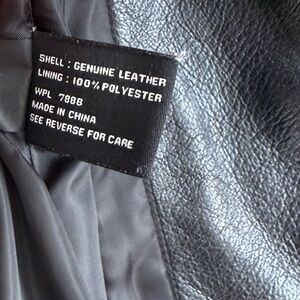 SHELL : GENUINE LEATHER
LINING : 100% POLYESTER
WPL 7888
MADE IN CHINA
SEE REVERSE FOR CARE